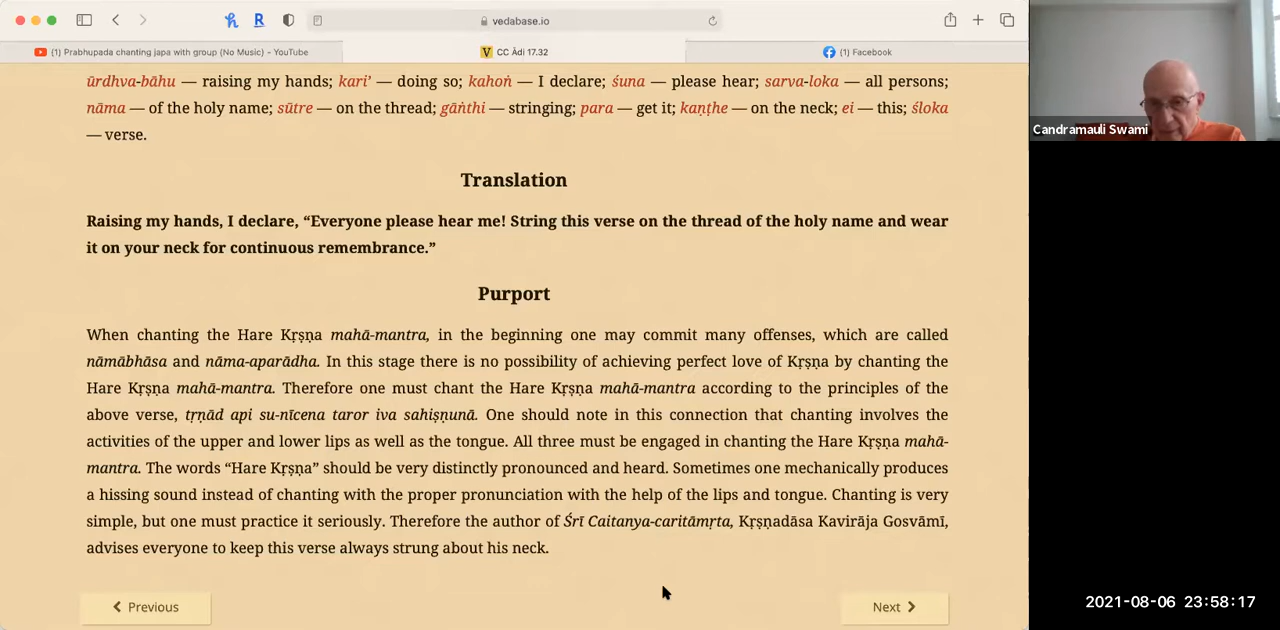 vedabase.io
(1) Prabhupada chanting japa with group (No Music) - YouTube
CC Ādi 17.32
(1) Facebook
ūrdhva-bāhu — raising my hands; kari’ — doing so; kahoṅ — I declare; śuna — please hear; sarva-loka — all persons;
nāma — of the holy name; sūtre — on the thread; gāṅthi — stringing; para — get it; kaṇṭhe — on the neck; ei — this; śloka
— verse.
Translation
Raising my hands, I declare, “Everyone please hear me! String this verse on the thread of the holy name and wear
it on your neck for continuous remembrance.”
Purport
When chanting the Hare Kṛṣṇa mahā-mantra, in the beginning one may commit many offenses, which are called
nāmābhāsa and nāma-aparādha. In this stage there is no possibility of achieving perfect love of Kṛṣṇa by chanting the
Hare Kṛṣṇa mahā-mantra. Therefore one must chant the Hare Kṛṣṇa mahā-mantra according to the principles of the
above verse, tṛṇād api su-nīcena taror iva sahiṣṇunā. One should note in this connection that chanting involves the
activities of the upper and lower lips as well as the tongue. All three must be engaged in chanting the Hare Kṛṣṇa mahā-
mantra. The words “Hare Kṛṣṇa” should be very distinctly pronounced and heard. Sometimes one mechanically produces
a hissing sound instead of chanting with the proper pronunciation with the help of the lips and tongue. Chanting is very
simple, but one must practice it seriously. Therefore the author of Śrī Caitanya-caritāmṛta, Kṛṣṇadāsa Kavirāja Gosvāmī,
advises everyone to keep this verse always strung about his neck.
Previous
Next
Candramauli Swami
2021-08-06 23:58:17